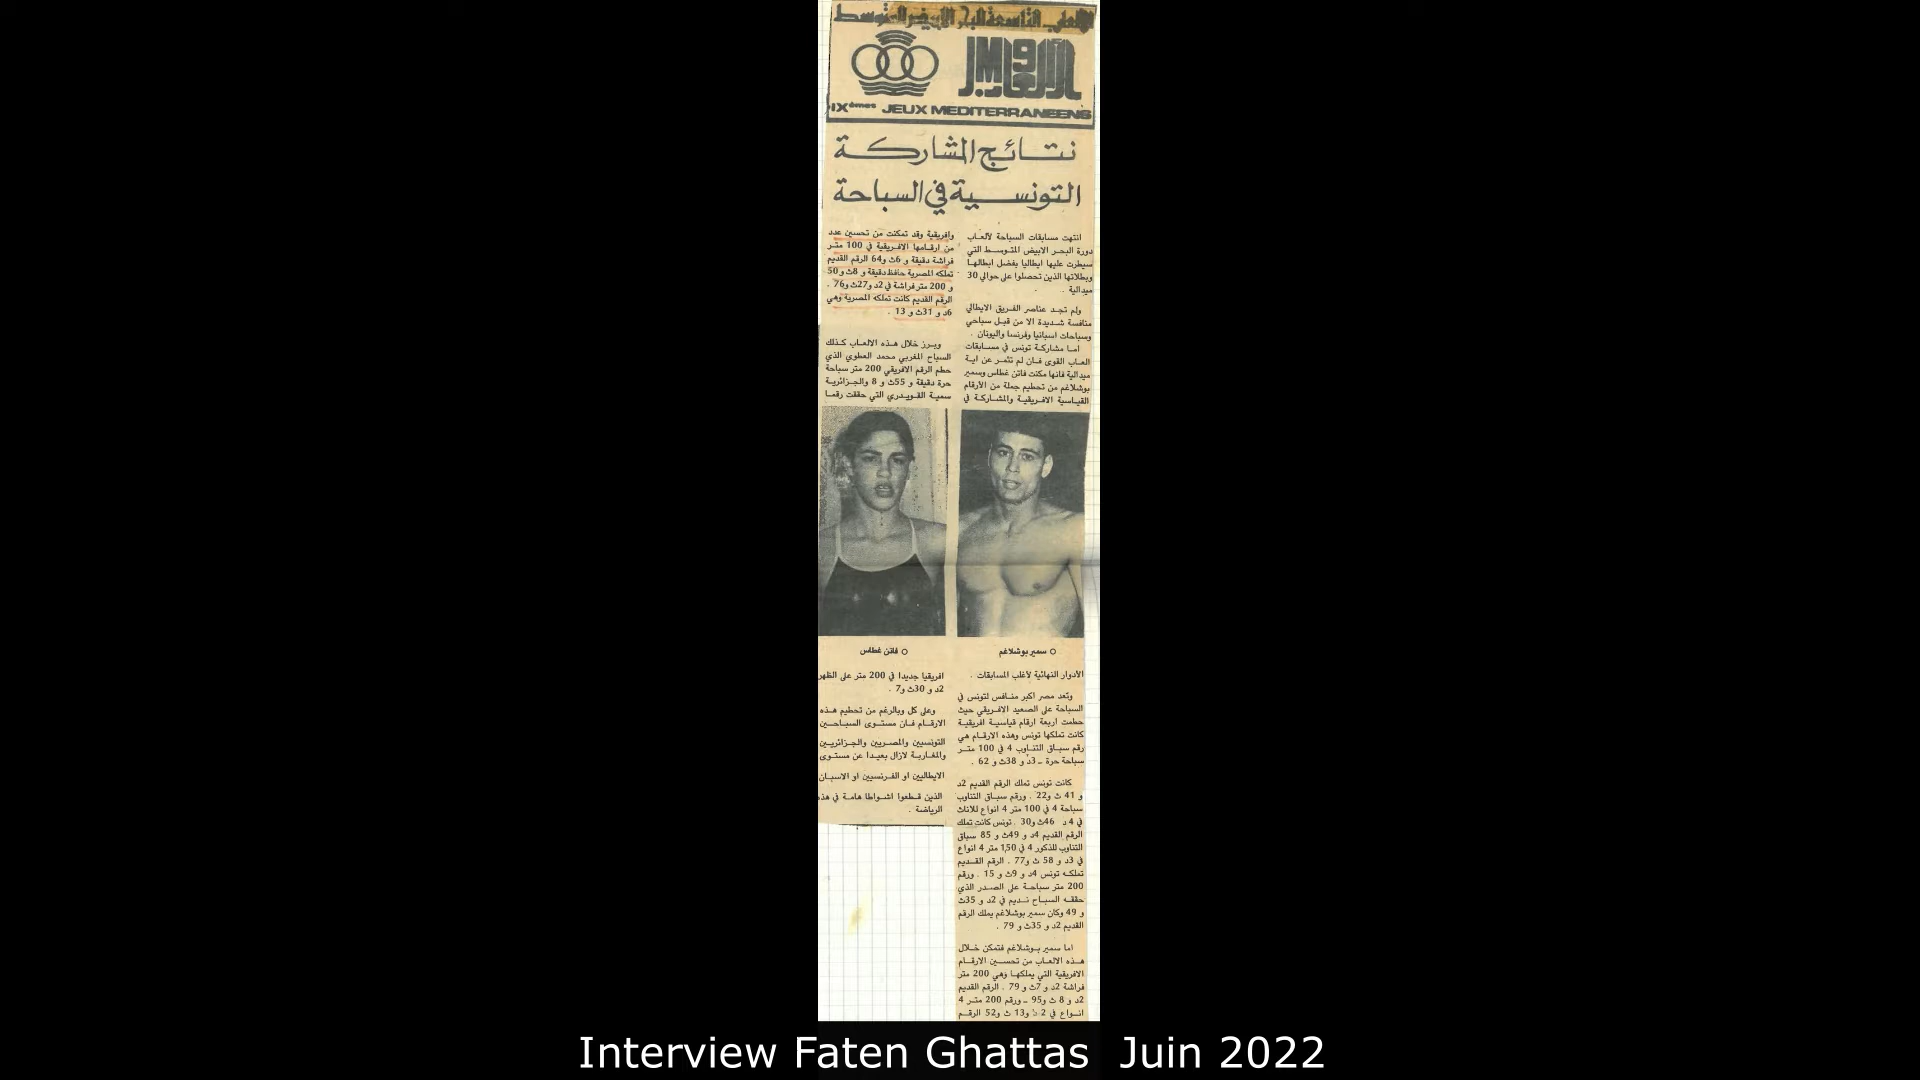 الألعاب التاسعة للبحر الأبيض المتوسط
IXèmes JEUX MEDITERRANEENS
نتائج المشاركة
التونسية في السباحة
انتهت مسابقات السباحة لألعاب
دورة البحر الابيض المتوسط التي
سيطرت عليها ايطاليا بفضل ابطالها
وبطلاتها الذين تحصلوا على حوالي 30
ميدالية .
ولم تجد عناصر الفريق الايطالي
منافسة شديدة الا من قبل سباحي
وسباحات اسبانيا وفرنسا واليونان .
اما مشاركة تونس في مسابقات
العاب القوى فان لم تثمر عن اية
ميدالية فانها مكنت فاتن غطاس وسمير
بوشلاغم من تحطيم جملة من الأرقام
القياسية الافريقية والمشاركة في
سمير بوشلاغم
الأدوار النهائية لأغلب المسابقات .
وتعد مصر اكبر منافس لتونس في
السباحة على الصعيد الافريقي حيث
حطمت اربعة ارقام قياسية افريقية
كانت تملكها تونس وهذه الارقام هي
رقم سباق التناوب 4 في 100 متر
سباحة حرة ــ 3د و 38ث و 62 .
كانت تونس تملك الرقم القديم 2د
و 41 ث و22 . ورقم سباق التناوب
سباحة 4 في 100 متر 4 انواع للاناث
في 4 د 46ث و30 . تونس كانت تملك
الرقم القديم 4د و 49ث و 85 سباق
التناوب للذكور 4 في 150 متر 4 انواع
في 3د و 58 ث و77 . الرقم القديم
تملكه تونس 4د و 9ث و 15 . ورقم
200 متر سباحة على الصدر الذي
حققه السباح نديم في 2د و 35ث
و 49 وكان سمير بوشلاغم يملك الرقم
القديم 2د و 35ث و 79 .
اما سمير بوشلاغم فتمكن خلال
هذه الالعاب من تحسين الارقام
الافريقية التي يملكها وهي 200 متر
فراشة 2د و 7ث و 79 . الرقم القديم
2د و 8 ث و95 ــ ورقم 200 متر 4
انواع في 2 د و13 ث و52 الرقم
وافريقية وقد تمكنت من تحسين عدد
من ارقامها الافريقية في 100 متر
فراشة دقيقة و 6ث و64 الرقم القديم
تملكه المصرية حافظ دقيقة و 8ث و 50
و 200 متر فراشة في 2د و27ث و76 .
الرقم القديم كانت تملكه المصرية وهي
6د و 31ث و 13 .
وبرز خلال هذه الالعاب كذلك
السباح المغربي محمد العطوي الذي
حطم الرقم الافريقي 200 متر سباحة
حرة دقيقة و 55ث و 8 والجزائرية
سمية القويدري التي حققت رقما
فاتن غطاس
افريقيا جديدا في 200 متر على الظهر
2د و 30ث و7 .
وعلى كل وبالرغم من تحطيم هذه
الارقام فان مستوى السباحين
التونسيين والمصريين والجزائريين
والمغاربة لازال بعيدا عن مستوى
الايطاليين او الفرنسيين او الاسبان
الذين قطعوا اشواطا هامة في هذه
الرياضة .
Interview Faten Ghattas Juin 2022